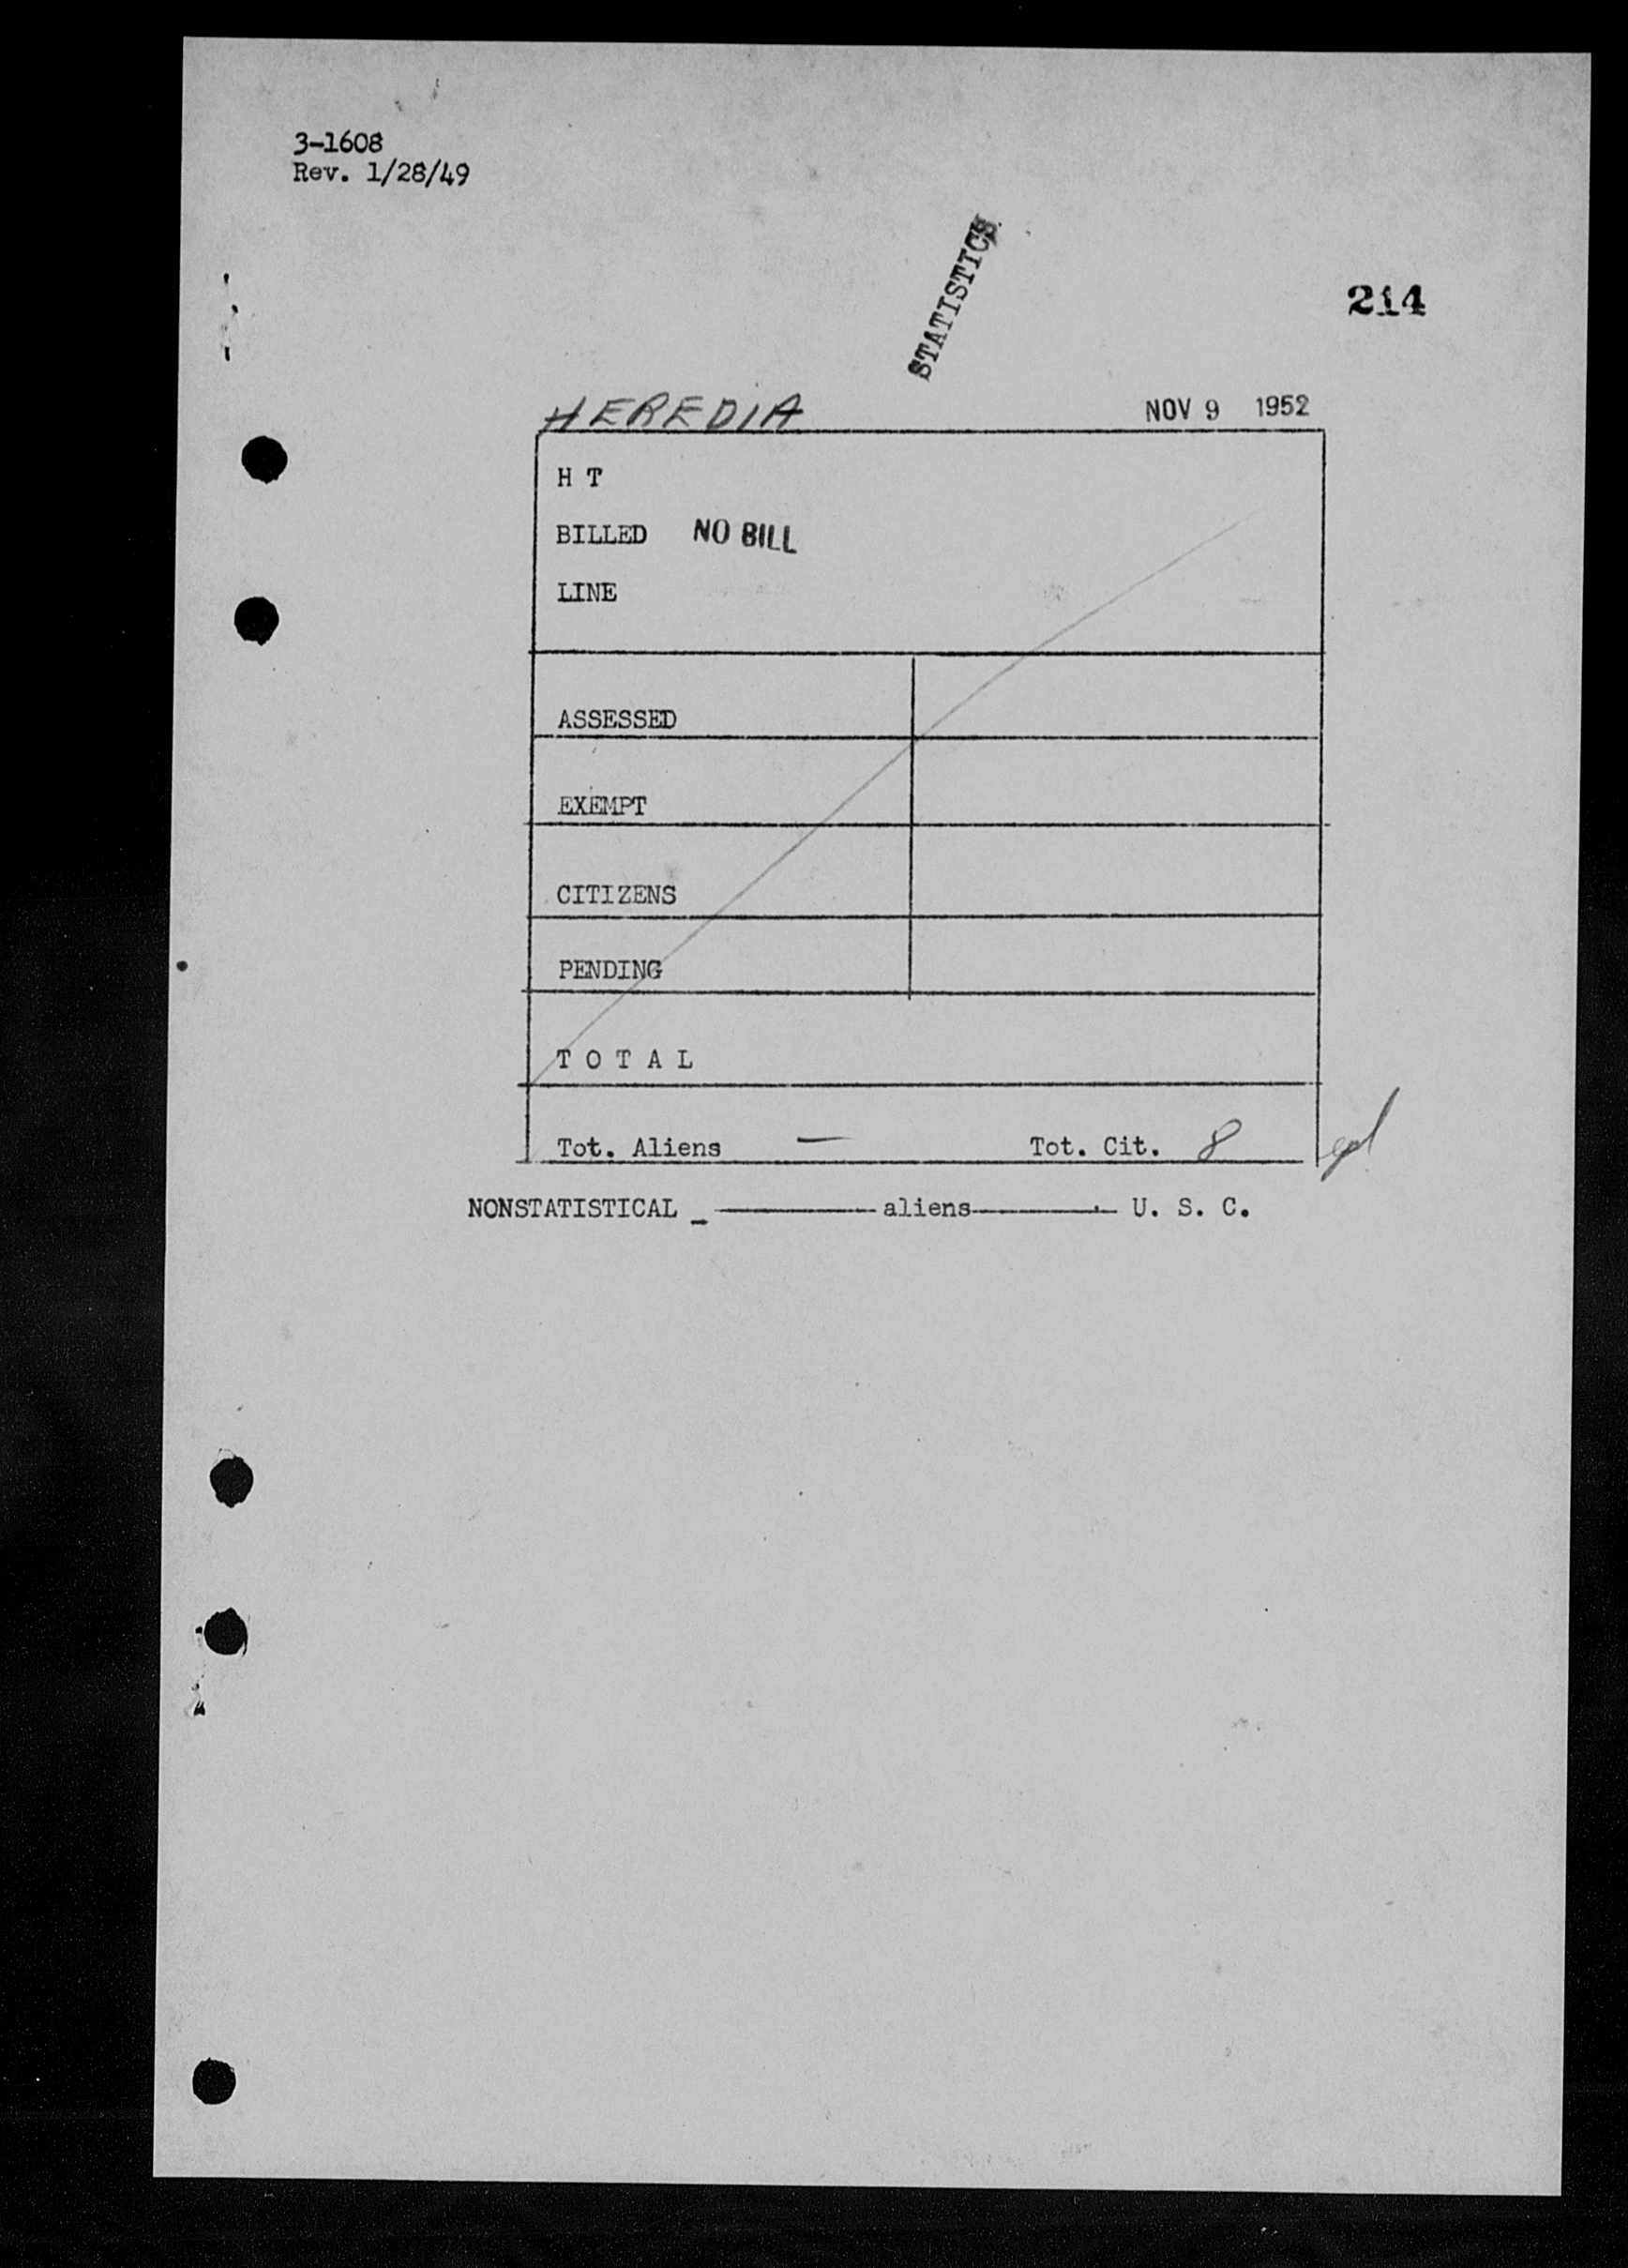 3-1608
Rev. 1/28/49
STATISTICS
214
HEREDIA NOV 9 1952
H T
BILLED NO BILL
LINE
ASSESSED
EXEMPT
CITIZENS
PENDING
T O T A L
Tot. Aliens — Tot. Cit. 8
NONSTATISTICAL _ aliens U. S. C.